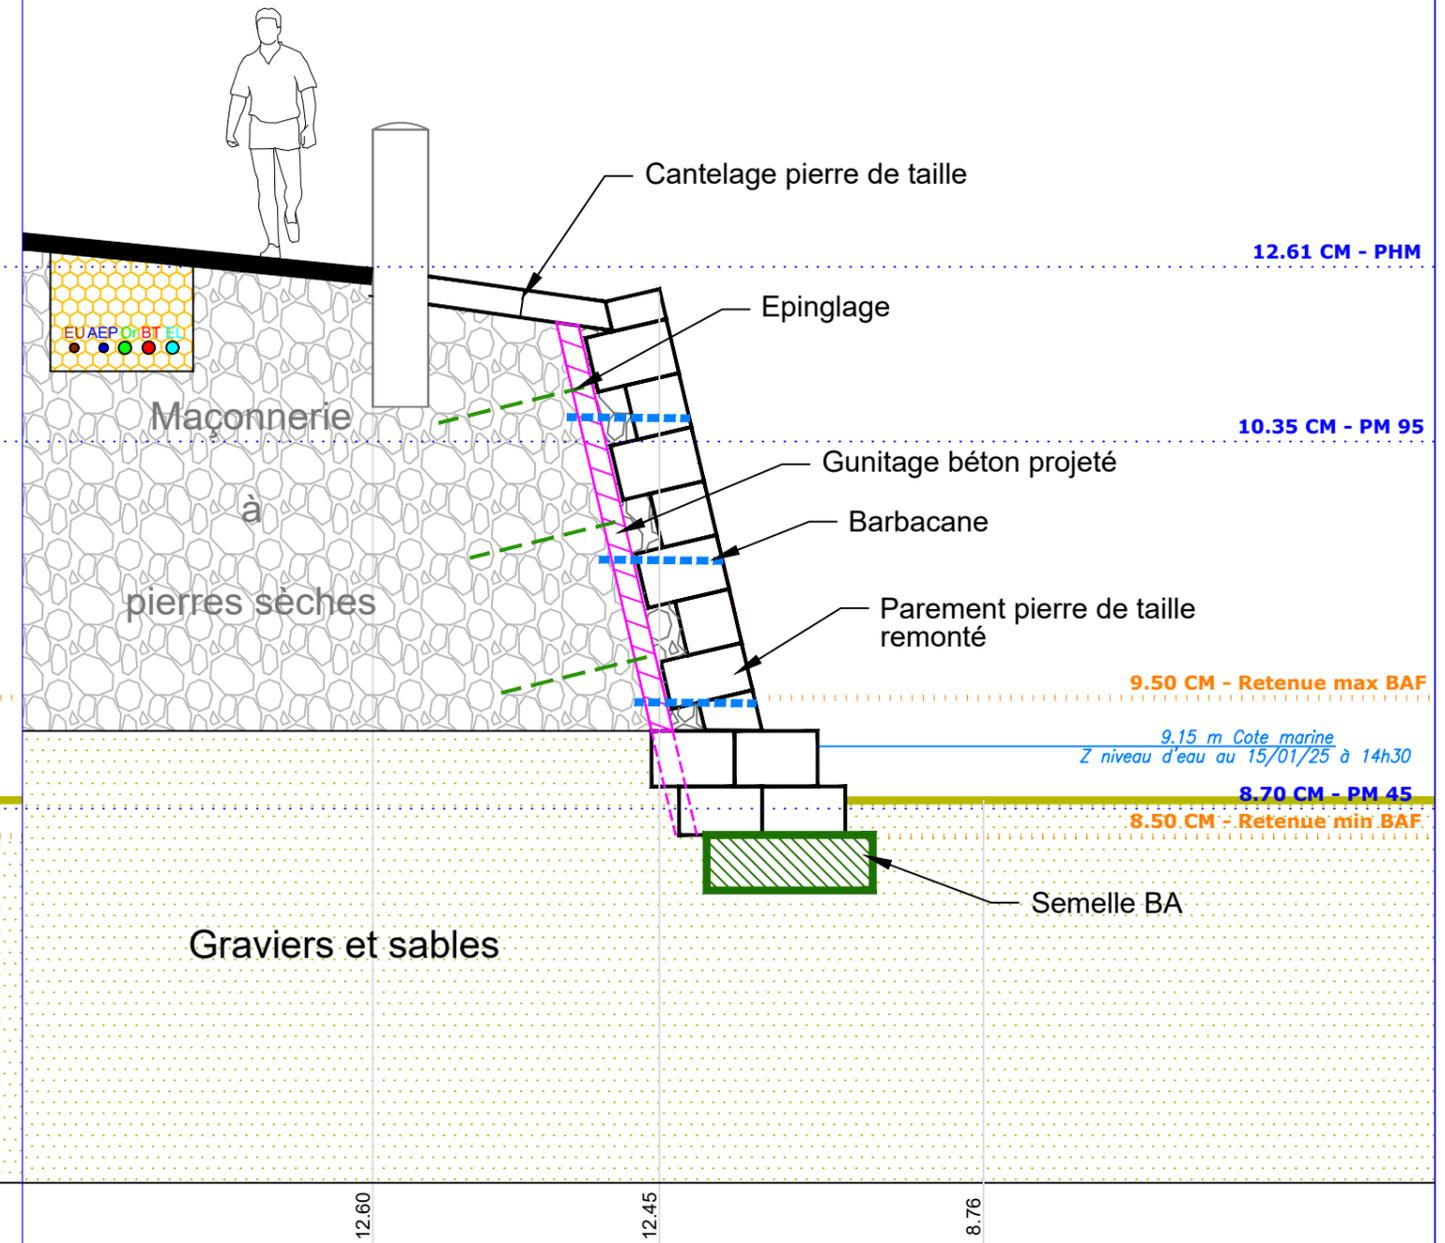 Cantelage pierre de taille
12.61 CM - PHM
Epinglage
EU AEP Or BT FL
Maçonnerie
10.35 CM - PM 95
Gunitage béton projeté
à
Barbacane
pierres sèches
Parement pierre de taille
remonté
9.50 CM - Retenue max BAF
9.15 m Cote marine
Z niveau d'eau au 15/01/25 à 14h30
8.70 CM - PM 45
8.50 CM - Retenue min BAF
Semelle BA
Graviers et sables
12.60
12.45
8.76